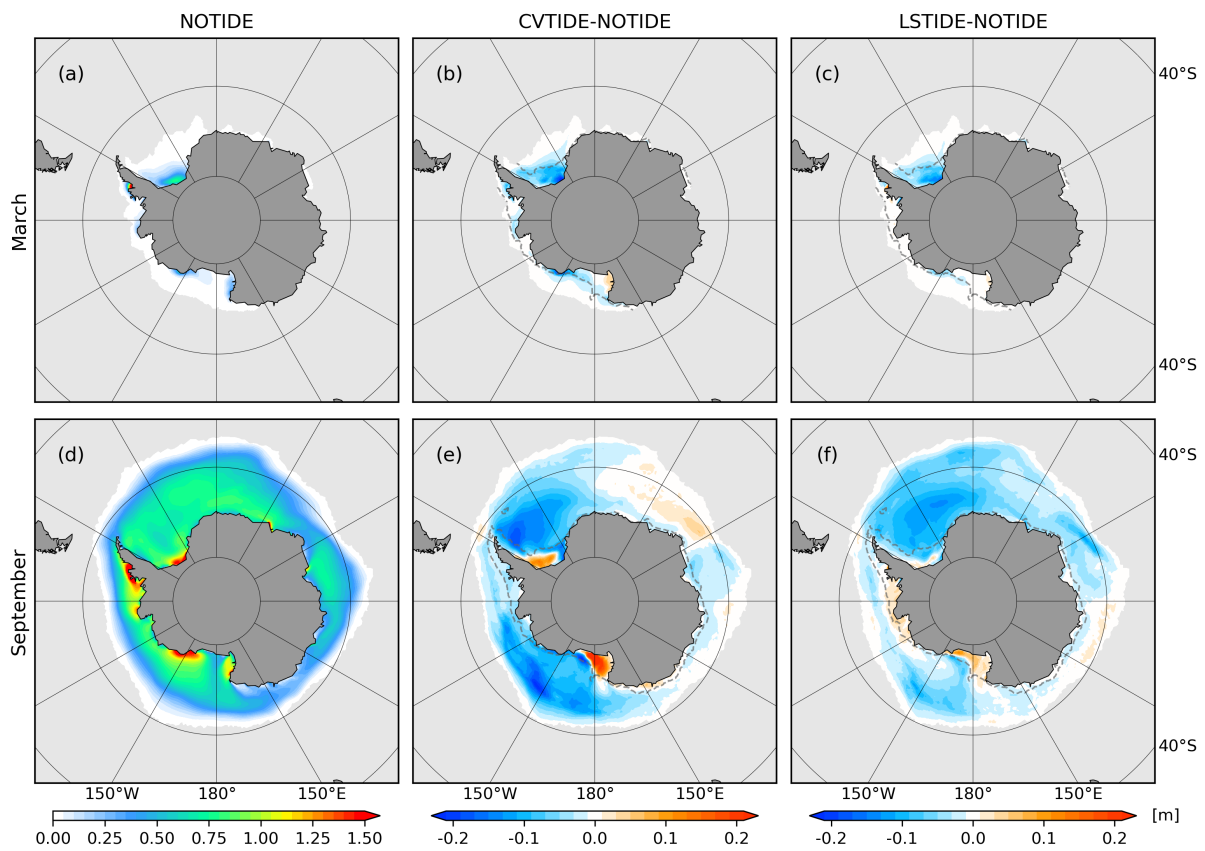 NOTIDE CVTIDE-NOTIDE LSTIDE-NOTIDE
March
(a) (b) (c) 40°S
40°S
September
(d) (e) (f) 40°S
40°S
150°W 180° 150°E 150°W 180° 150°E 150°W 180° 150°E
0.00 0.25 0.50 0.75 1.00 1.25 1.50 -0.2 -0.1 0.0 0.1 0.2 -0.2 -0.1 0.0 0.1 0.2 [m]